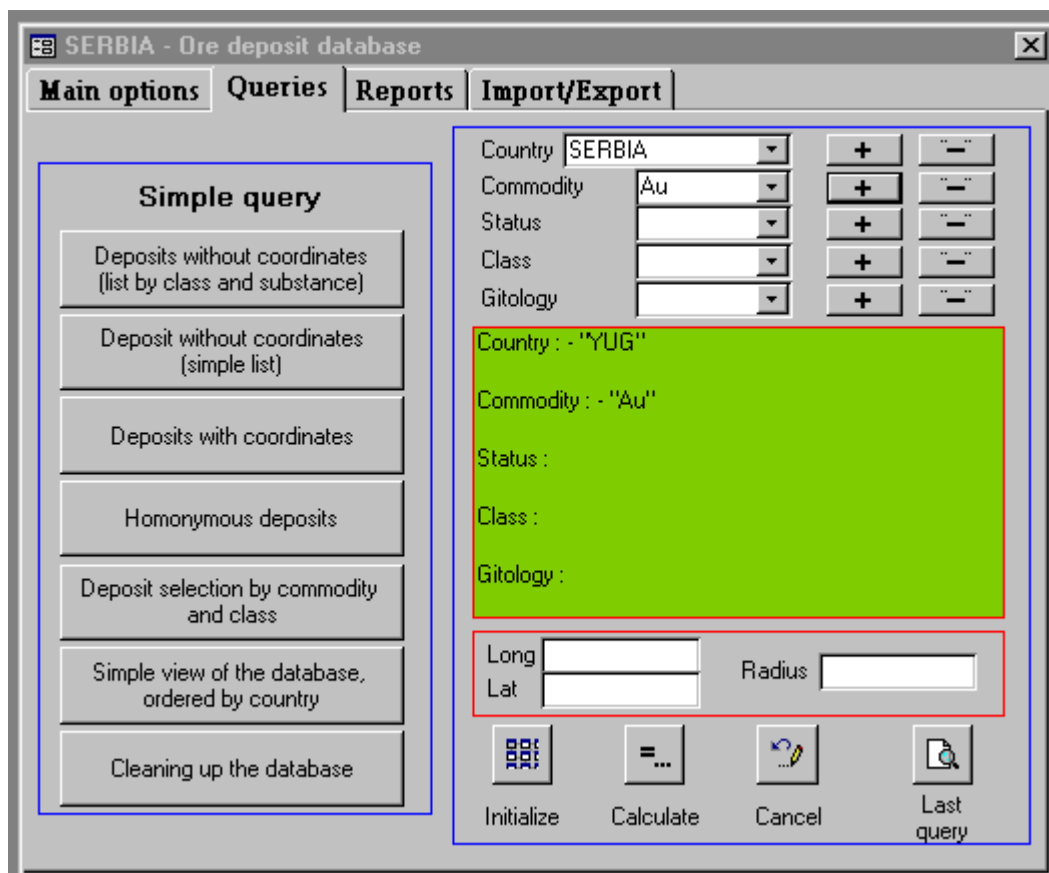 SERBIA - Ore deposit database
Main options Queries Reports Import/Export
Simple query
Deposits without coordinates
(list by class and substance)
Deposit without coordinates
(simple list)
Deposits with coordinates
Homonymous deposits
Deposit selection by commodity
and class
Simple view of the database,
ordered by country
Cleaning up the database
Country SERBIA + "–"
Commodity Au + "–"
Status + "–"
Class + "–"
Gitology + "–"
Country : - "YUG"
Commodity : - "Au"
Status :
Class :
Gitology :
Long
Lat
Radius
=...
Initialize Calculate Cancel Last
query